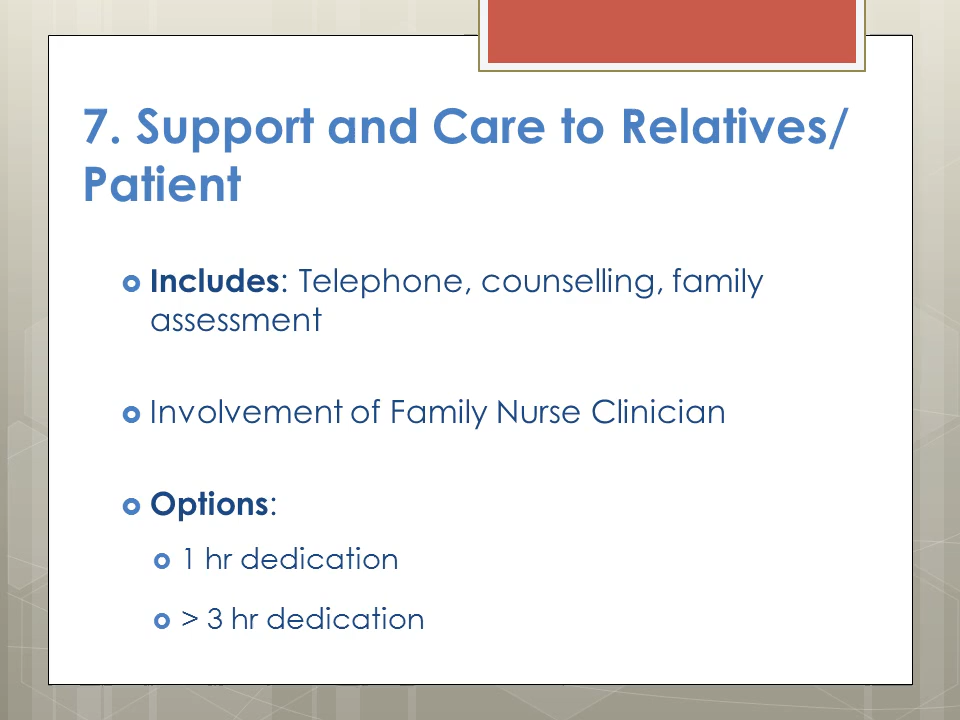 7. Support and Care to Relatives/
Patient
Includes: Telephone, counselling, family
assessment
Involvement of Family Nurse Clinician
Options:
1 hr dedication
> 3 hr dedication